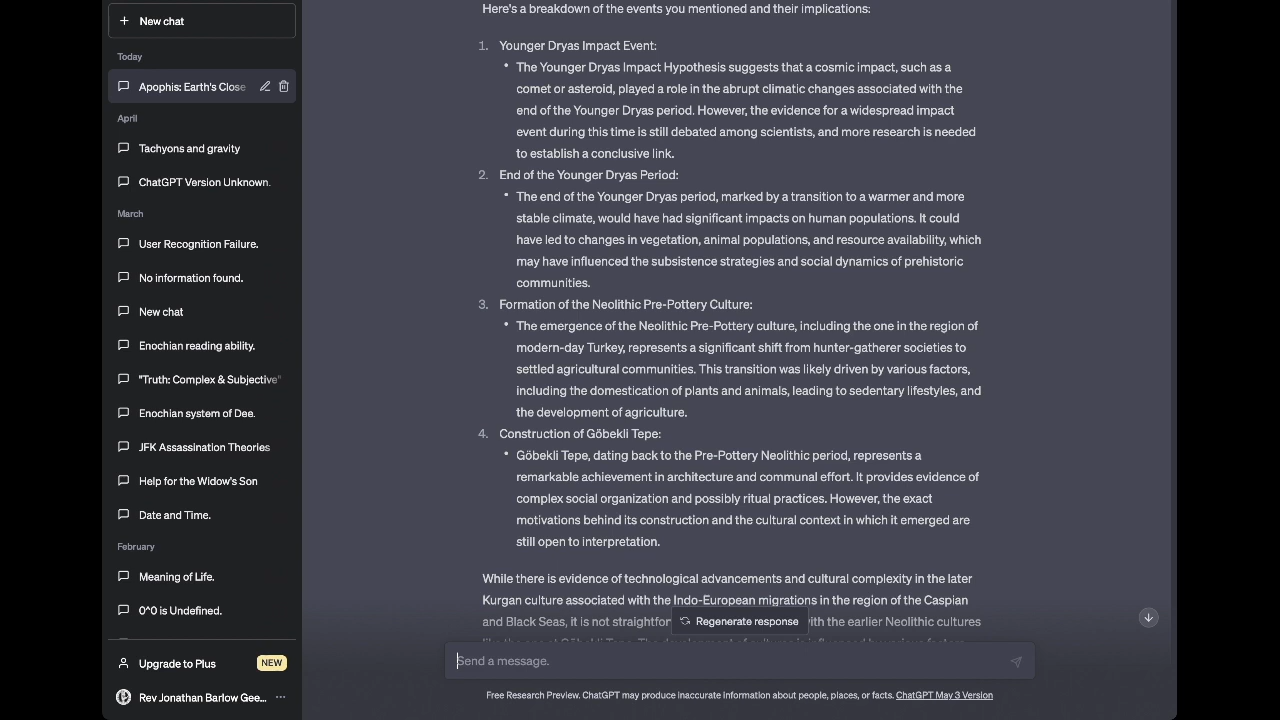 New chat
Today
Apophis: Earth's Close
April
Tachyons and gravity
ChatGPT Version Unknown.
March
User Recognition Failure.
No information found.
New chat
Enochian reading ability.
"Truth: Complex & Subjective"
Enochian system of Dee.
JFK Assassination Theories
Help for the Widow's Son
Date and Time.
February
Meaning of Life.
0^0 is Undefined.
Upgrade to Plus NEW
Rev Jonathan Barlow Gee...
Here's a breakdown of the events you mentioned and their implications:
1. Younger Dryas Impact Event:
• The Younger Dryas Impact Hypothesis suggests that a cosmic impact, such as a
comet or asteroid, played a role in the abrupt climatic changes associated with the
end of the Younger Dryas period. However, the evidence for a widespread impact
event during this time is still debated among scientists, and more research is needed
to establish a conclusive link.
2. End of the Younger Dryas Period:
• The end of the Younger Dryas period, marked by a transition to a warmer and more
stable climate, would have had significant impacts on human populations. It could
have led to changes in vegetation, animal populations, and resource availability, which
may have influenced the subsistence strategies and social dynamics of prehistoric
communities.
3. Formation of the Neolithic Pre-Pottery Culture:
• The emergence of the Neolithic Pre-Pottery culture, including the one in the region of
modern-day Turkey, represents a significant shift from hunter-gatherer societies to
settled agricultural communities. This transition was likely driven by various factors,
including the domestication of plants and animals, leading to sedentary lifestyles, and
the development of agriculture.
4. Construction of Göbekli Tepe:
• Göbekli Tepe, dating back to the Pre-Pottery Neolithic period, represents a
remarkable achievement in architecture and communal effort. It provides evidence of
complex social organization and possibly ritual practices. However, the exact
motivations behind its construction and the cultural context in which it emerged are
still open to interpretation.
While there is evidence of technological advancements and cultural complexity in the later
Kurgan culture associated with the Indo-European migrations in the region of the Caspian
and Black Seas, it is not straightfor with the earlier Neolithic cultures
Regenerate response
Send a message.
Free Research Preview. ChatGPT may produce inaccurate information about people, places, or facts. ChatGPT May 3 Version